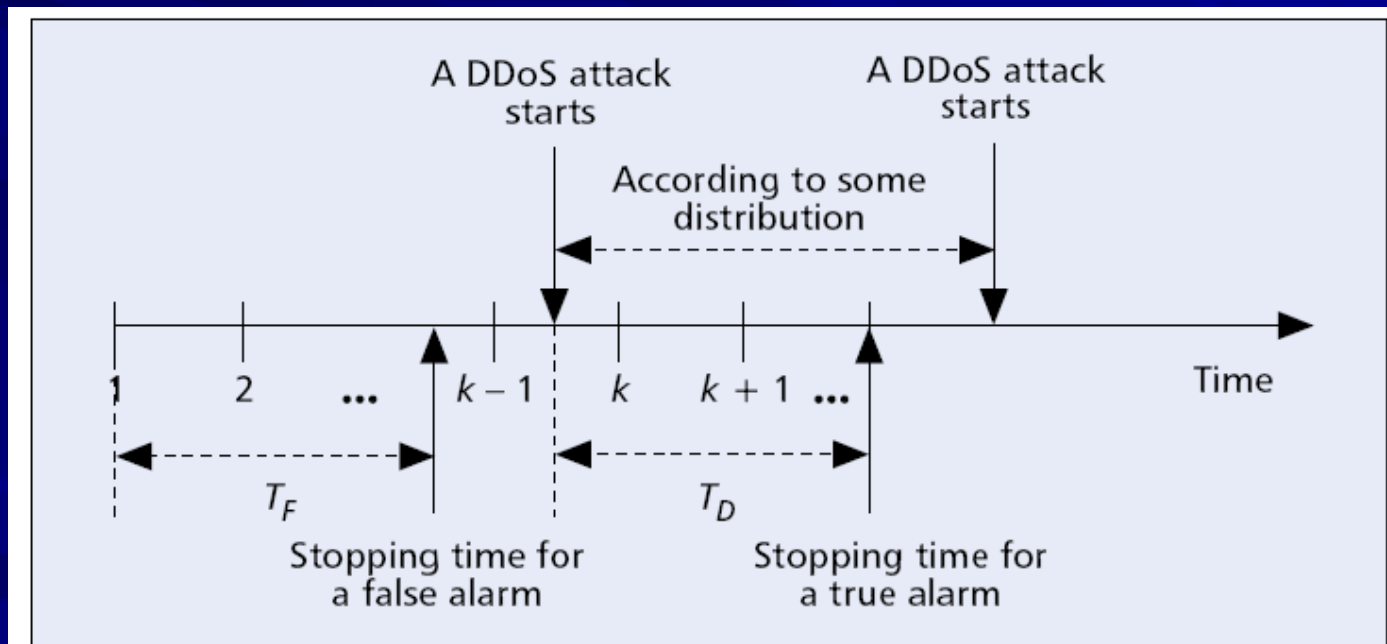 A DDoS attack
starts
A DDoS attack
starts
According to some
distribution
1 2 ... k – 1 k k + 1 ... Time
T_F T_D
Stopping time for
a false alarm
Stopping time for
a true alarm